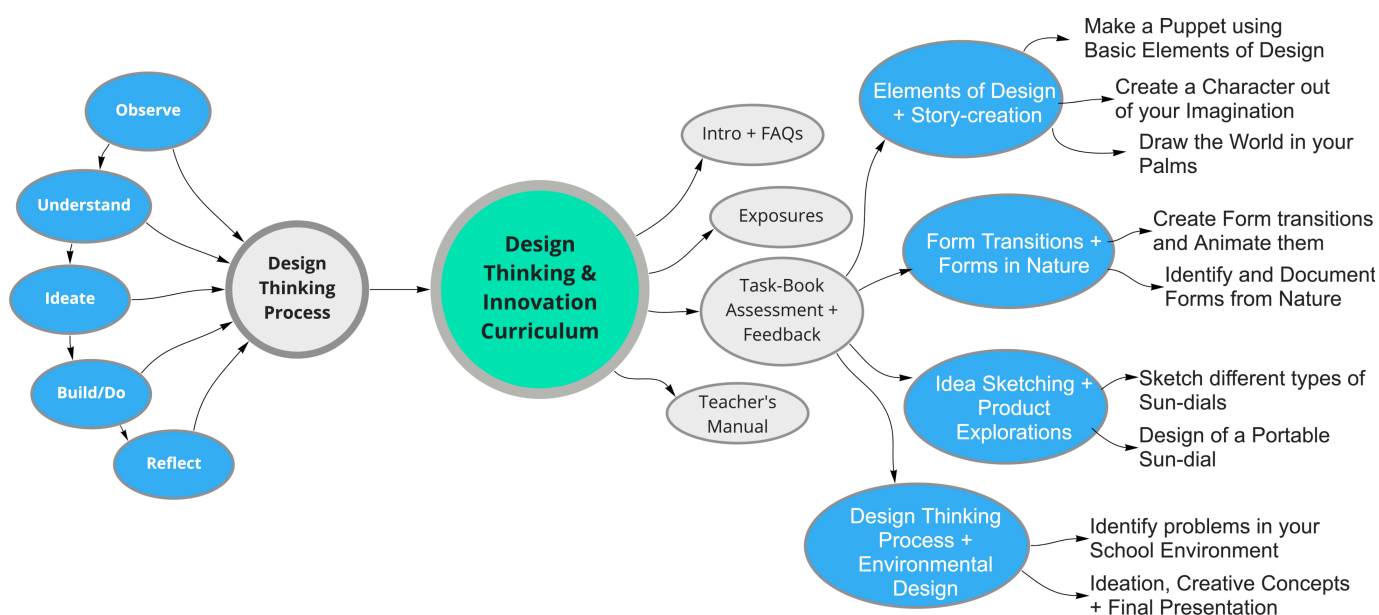 Observe
Understand
Ideate
Build/Do
Reflect
Design
Thinking
Process
Design
Thinking &
Innovation
Curriculum
Intro + FAQs
Exposures
Task-Book
Assessment +
Feedback
Teacher's
Manual
Elements of Design
+ Story-creation
Make a Puppet using
Basic Elements of Design
Create a Character out
of your Imagination
Draw the World in your
Palms
Form Transitions +
Forms in Nature
Create Form transitions
and Animate them
Identify and Document
Forms from Nature
Idea Sketching +
Product
Explorations
Sketch different types of
Sun-dials
Design of a Portable
Sun-dial
Design Thinking
Process +
Environmental
Design
Identify problems in your
School Environment
Ideation, Creative Concepts
+ Final Presentation